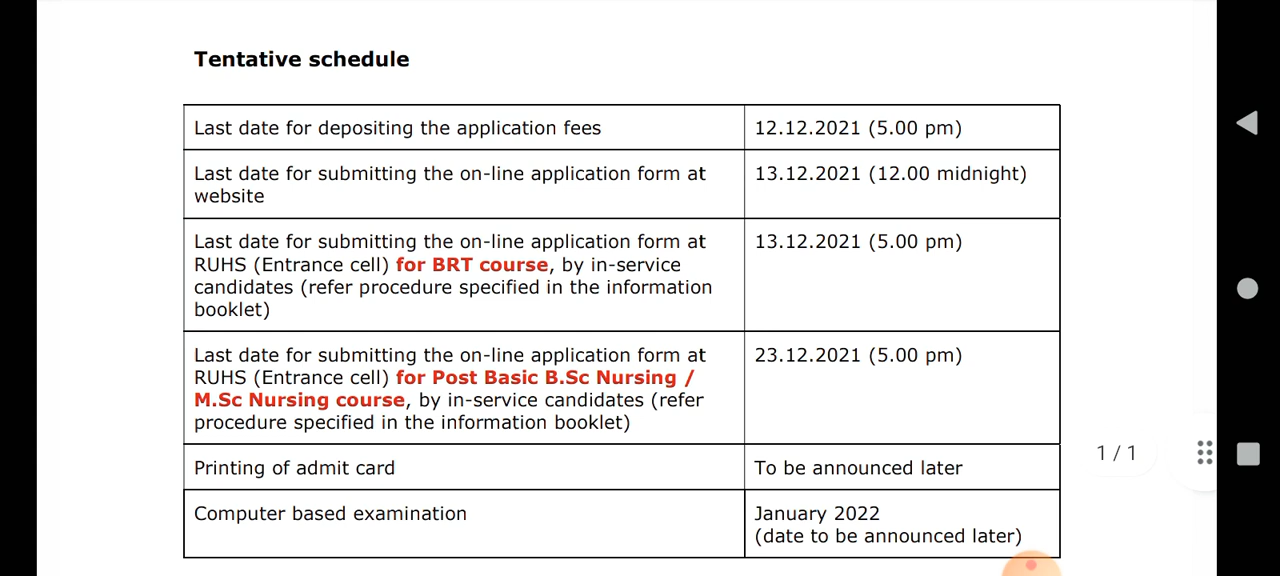 Tentative schedule
Last date for depositing the application fees
12.12.2021 (5.00 pm)
Last date for submitting the on-line application form at
website
13.12.2021 (12.00 midnight)
Last date for submitting the on-line application form at
RUHS (Entrance cell) for BRT course, by in-service
candidates (refer procedure specified in the information
booklet)
13.12.2021 (5.00 pm)
Last date for submitting the on-line application form at
RUHS (Entrance cell) for Post Basic B.Sc Nursing /
M.Sc Nursing course, by in-service candidates (refer
procedure specified in the information booklet)
23.12.2021 (5.00 pm)
Printing of admit card
To be announced later
Computer based examination
January 2022
(date to be announced later)
1 / 1